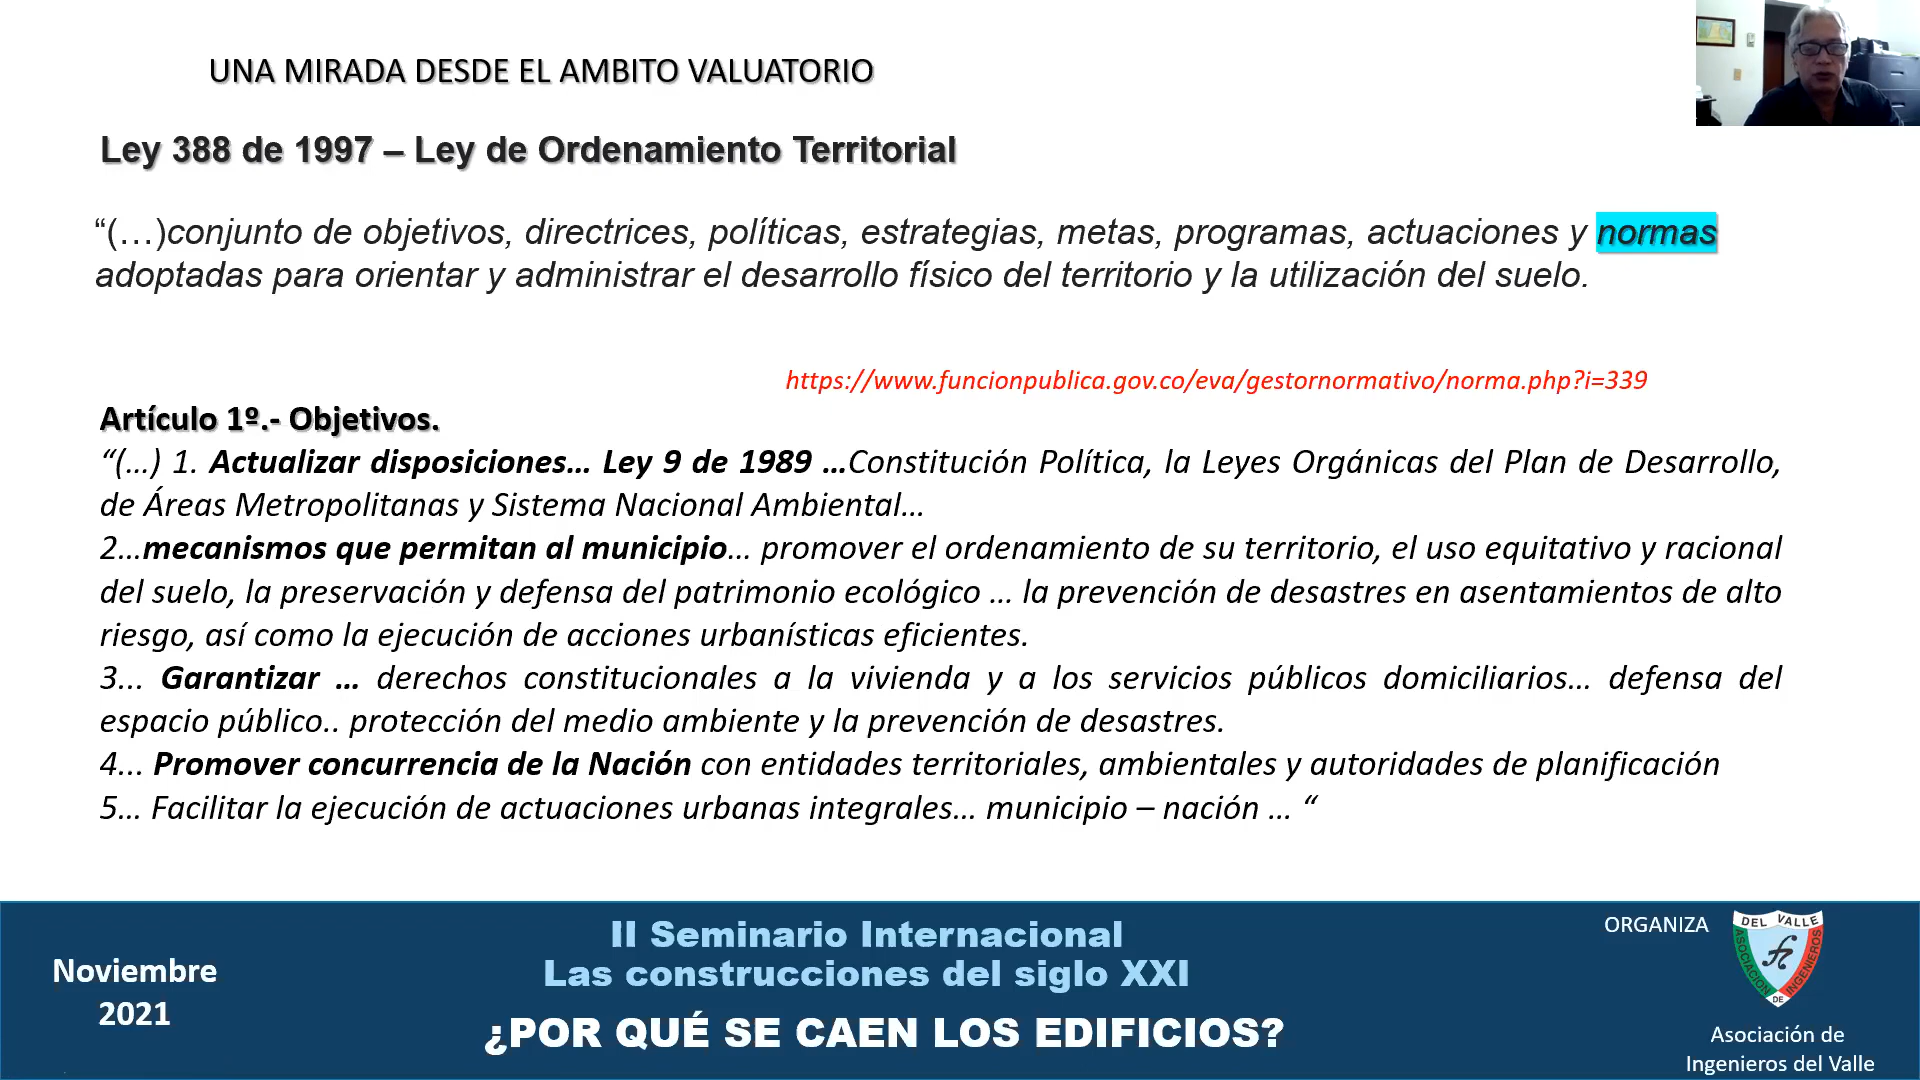 UNA MIRADA DESDE EL AMBITO VALUATORIO
Ley 388 de 1997 – Ley de Ordenamiento Territorial
“(…)conjunto de objetivos, directrices, políticas, estrategias, metas, programas, actuaciones y normas
adoptadas para orientar y administrar el desarrollo físico del territorio y la utilización del suelo.
https://www.funcionpublica.gov.co/eva/gestornormativo/norma.php?i=339
Artículo 1º.- Objetivos.
“(…) 1. Actualizar disposiciones… Ley 9 de 1989 …Constitución Política, la Leyes Orgánicas del Plan de Desarrollo,
de Áreas Metropolitanas y Sistema Nacional Ambiental…
2…mecanismos que permitan al municipio… promover el ordenamiento de su territorio, el uso equitativo y racional
del suelo, la preservación y defensa del patrimonio ecológico … la prevención de desastres en asentamientos de alto
riesgo, así como la ejecución de acciones urbanísticas eficientes.
3... Garantizar … derechos constitucionales a la vivienda y a los servicios públicos domiciliarios… defensa del
espacio público.. protección del medio ambiente y la prevención de desastres.
4... Promover concurrencia de la Nación con entidades territoriales, ambientales y autoridades de planificación
5… Facilitar la ejecución de actuaciones urbanas integrales… municipio – nación … “
Noviembre
2021
II Seminario Internacional
Las construcciones del siglo XXI
¿POR QUÉ SE CAEN LOS EDIFICIOS?
ORGANIZA
DEL VALLE
ASOCIACION
DE
INGENIEROS
Asociación de
Ingenieros del Valle